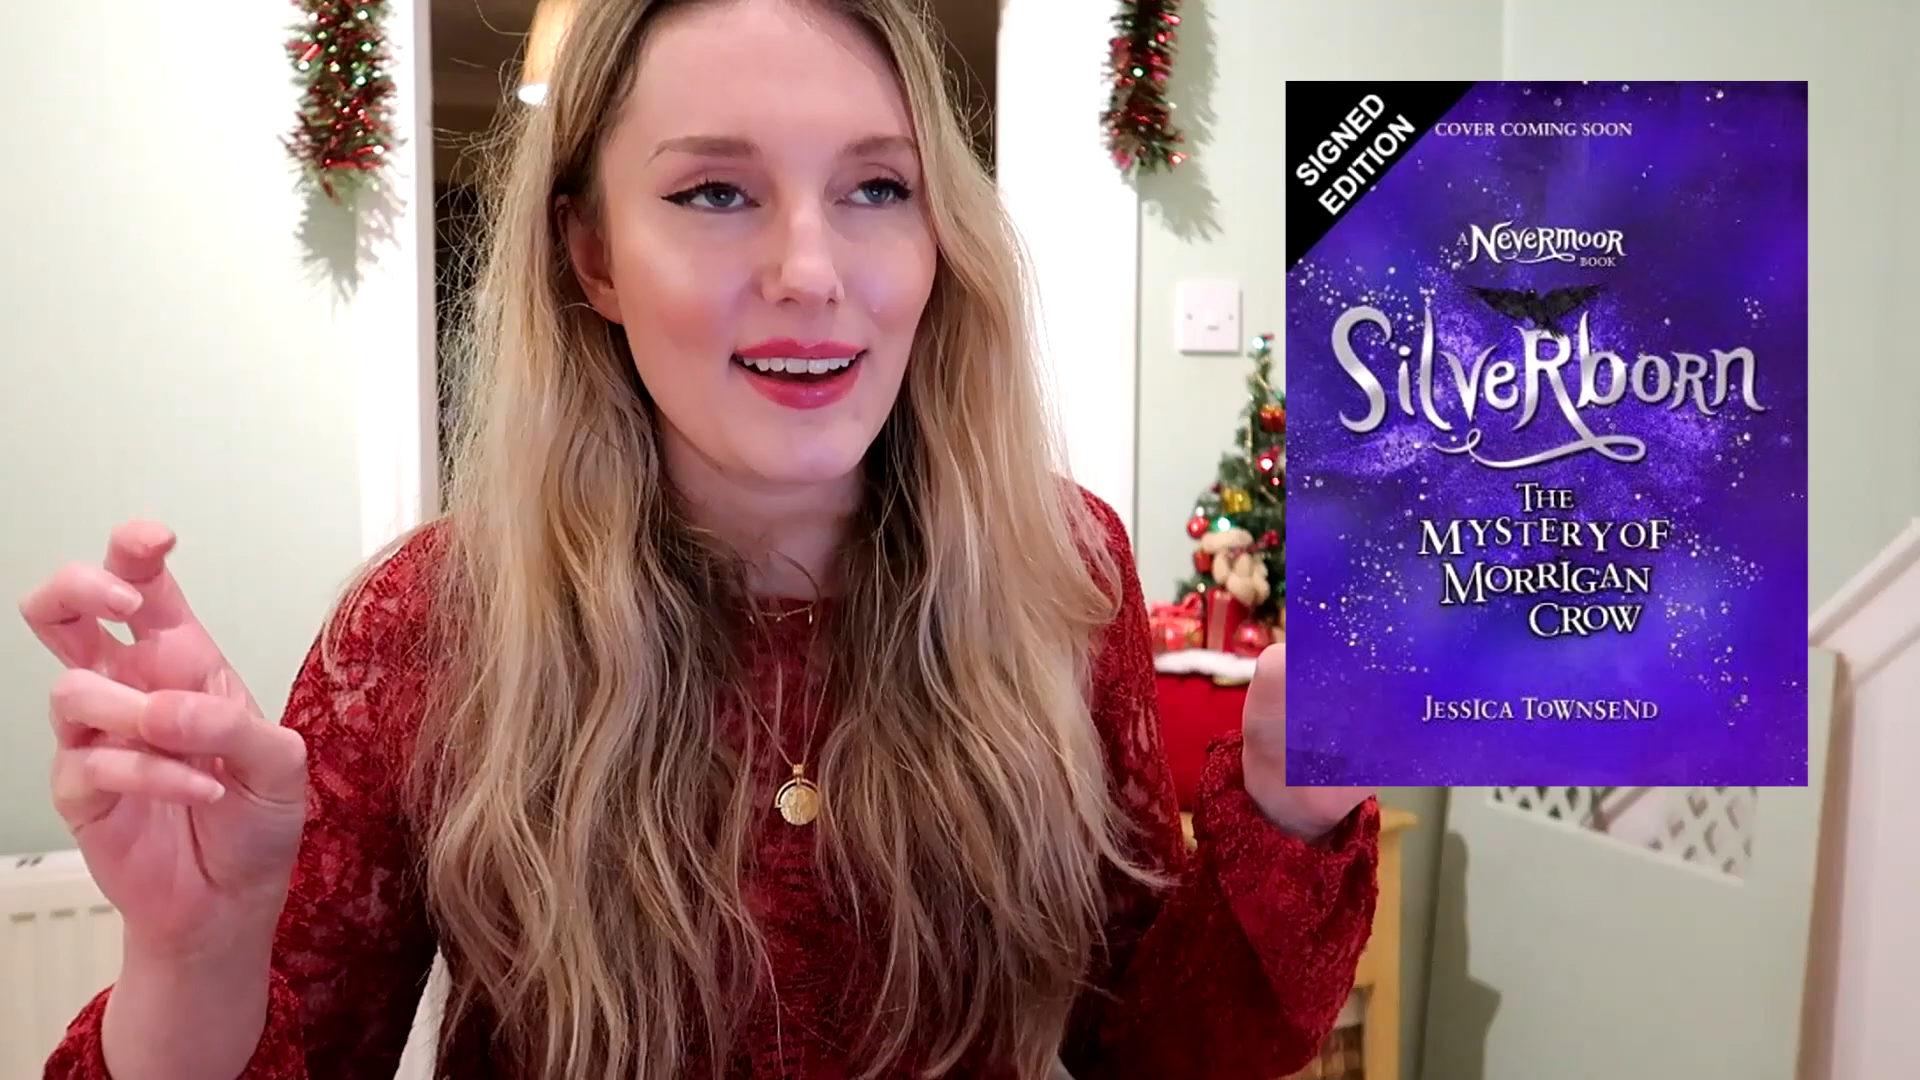 SIGNED
EDITION
COVER COMING SOON
A NEVERMOOR
BOOK
SilveRboRn
THE
MYSTERY OF
MORRIGAN
CROW
JESSICA TOWNSEND